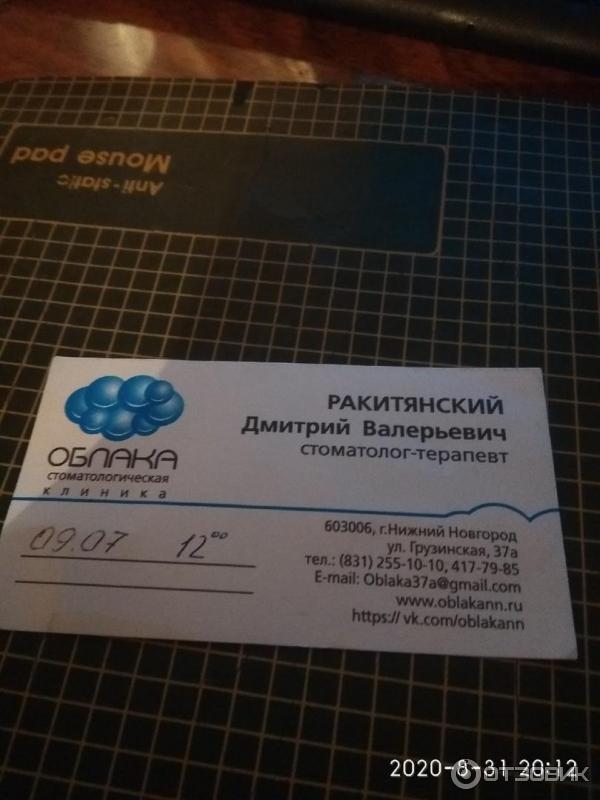 Anti-static
Mouse pad
ОБЛАКА
стоматологическая
клиника
РАКИТЯНСКИЙ
Дмитрий Валерьевич
стоматолог-терапевт
09.07 12⁰⁰
603006, г.Нижний Новгород
ул. Грузинская, 37а
тел.: (831) 255-10-10, 417-79-85
E-mail: Oblaka37a@gmail.com
www.oblakann.ru
https:// vk.com/oblakann
2020-8-31 20:12
ОТЗОВИК